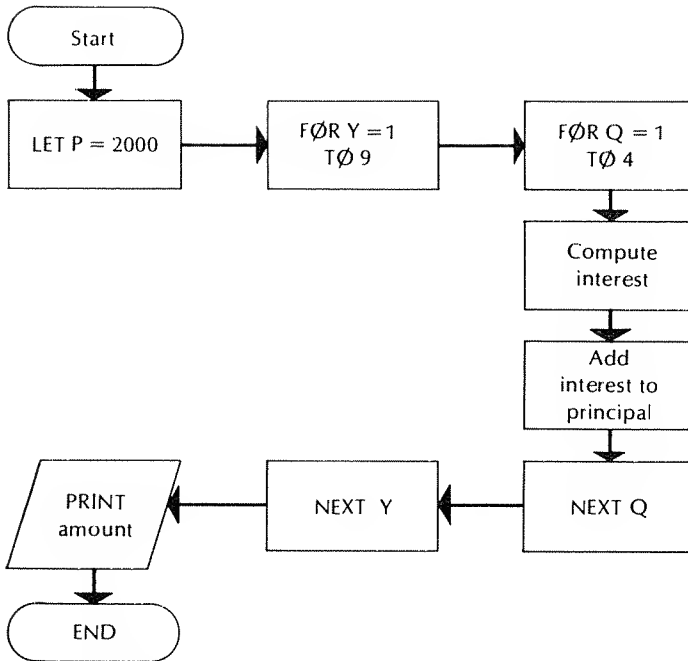 Start
LET P = 2000
FØR Y = 1
TØ 9
FØR Q = 1
TØ 4
Compute
interest
Add
interest to
principal
NEXT Q
NEXT Y
PRINT
amount
END